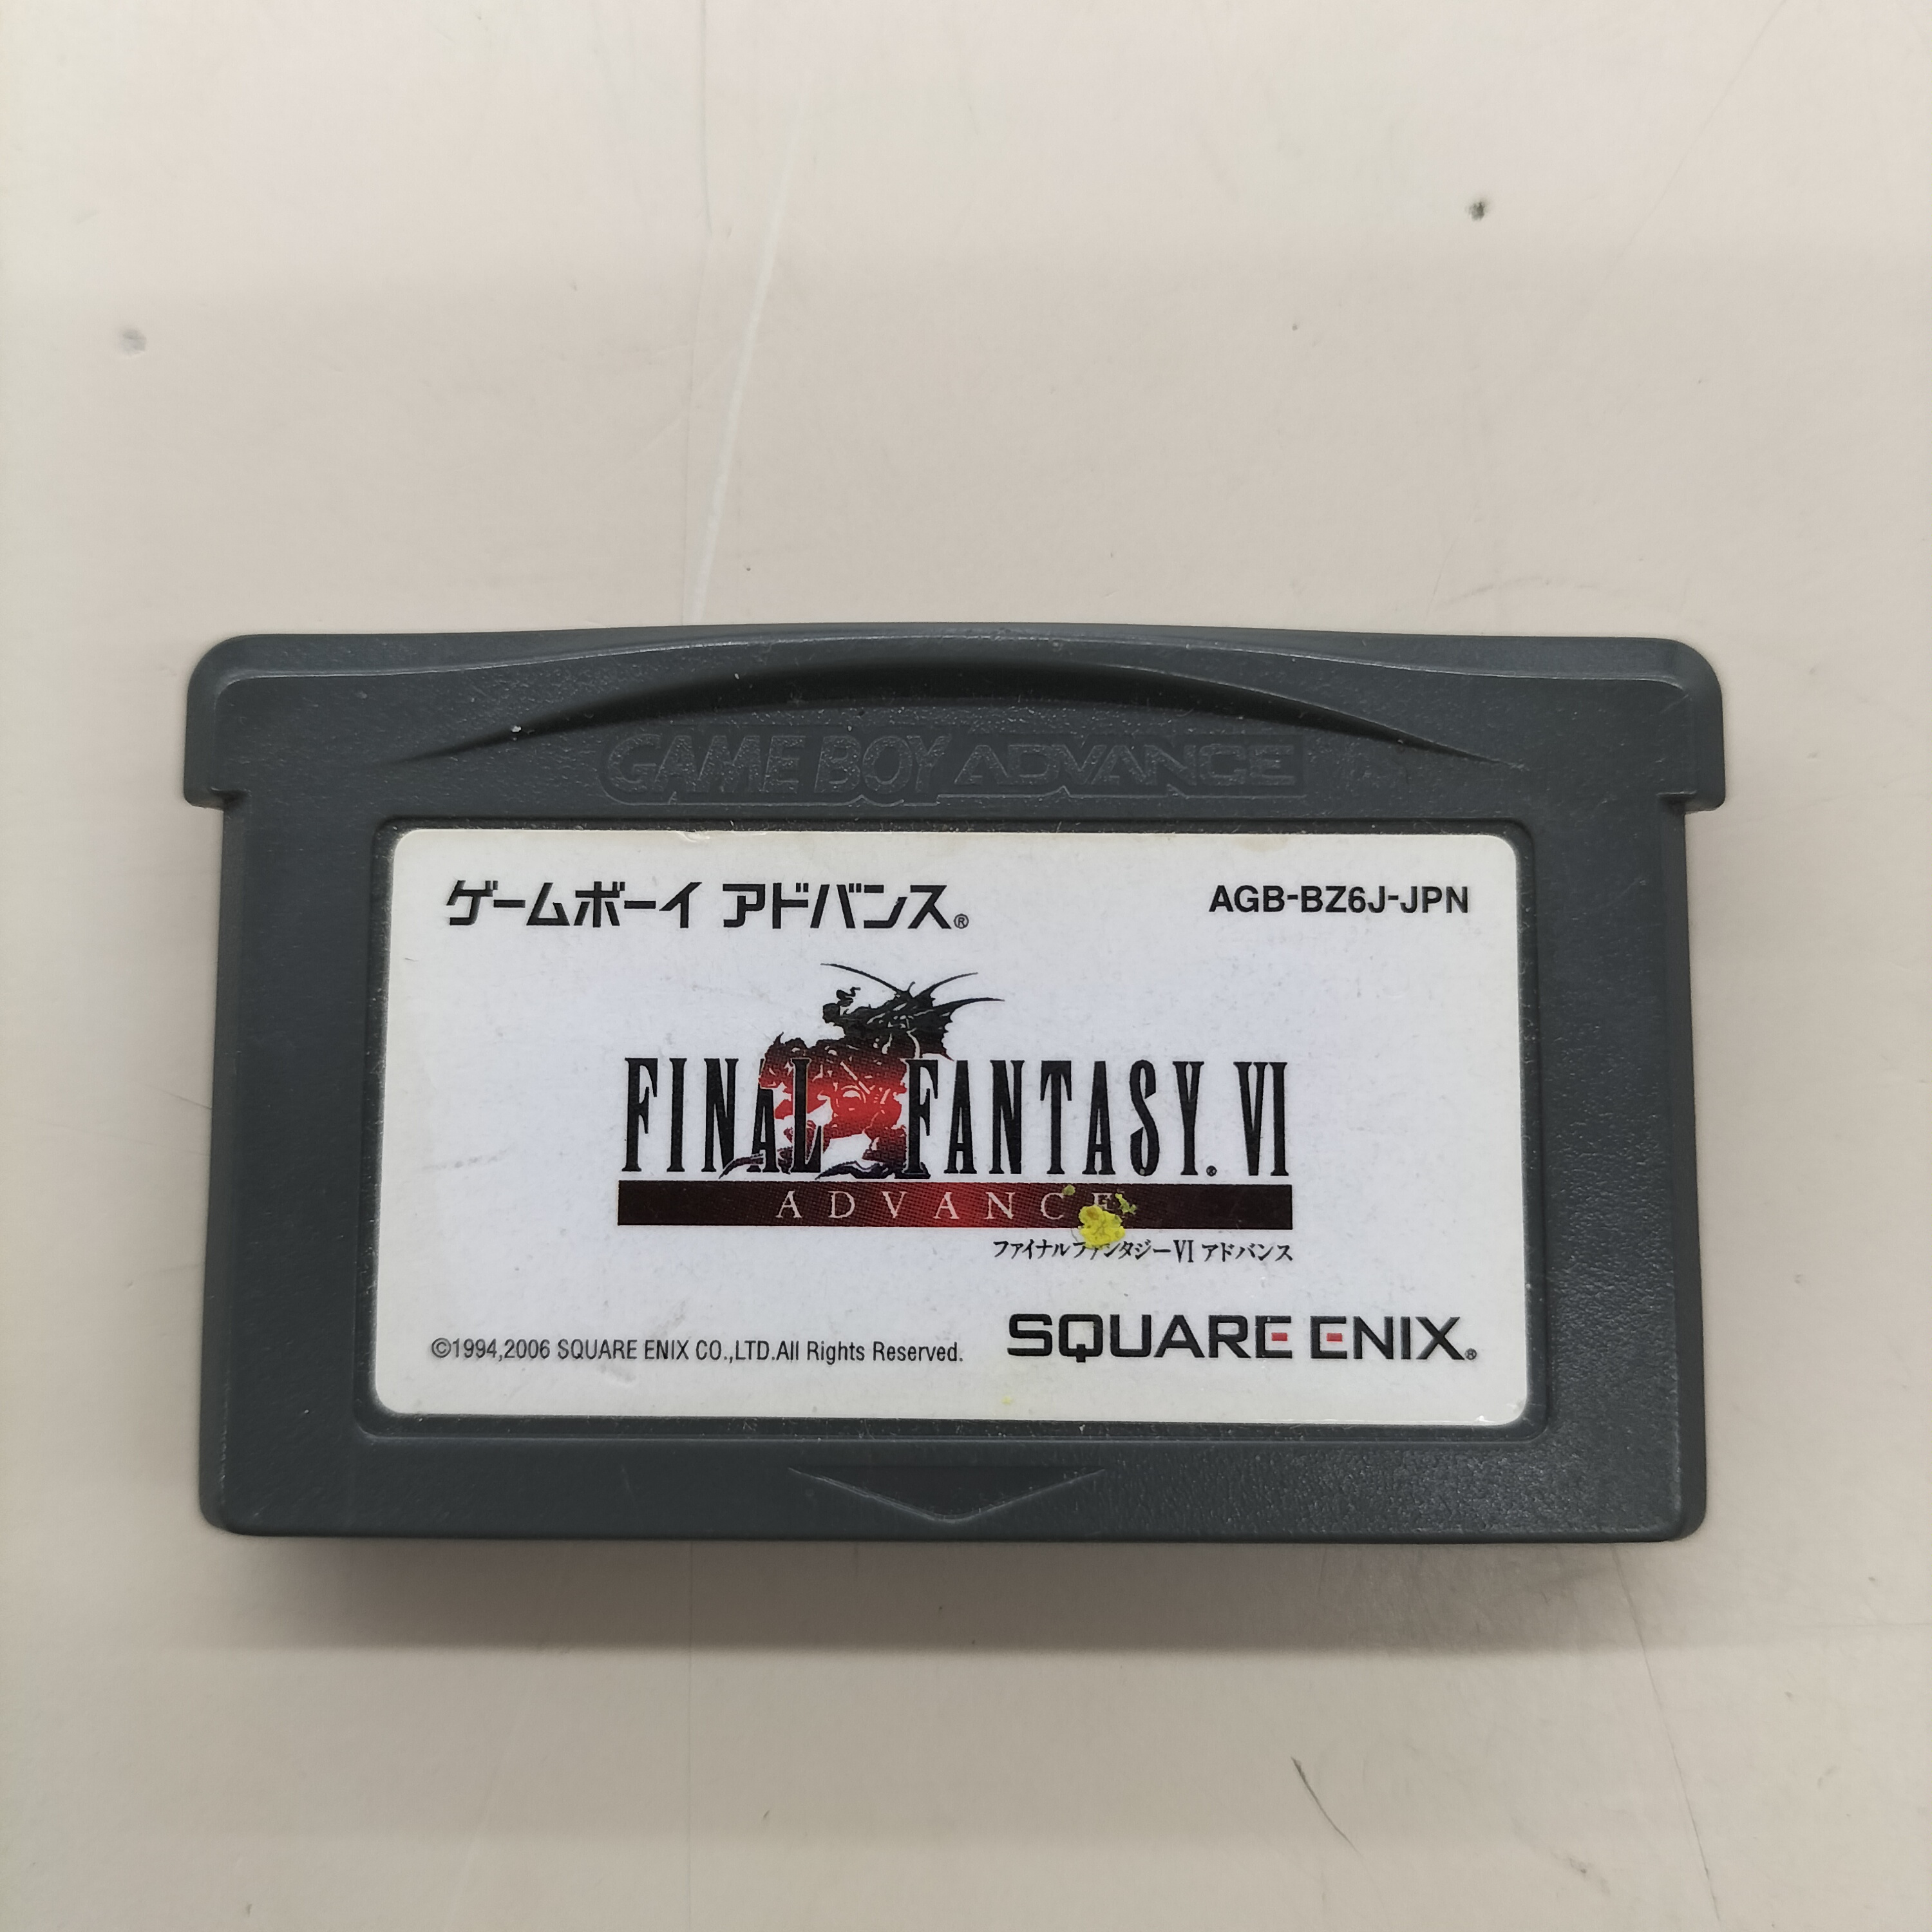 GAME BOY ADVANCE
ゲームボーイ アドバンス®
AGB-BZ6J-JPN
FINAL FANTASY® VI
ADVANCE
ファイナルファンタジーVI アドバンス
©1994,2006 SQUARE ENIX CO.,LTD.All Rights Reserved.
SQUARE ENIX®